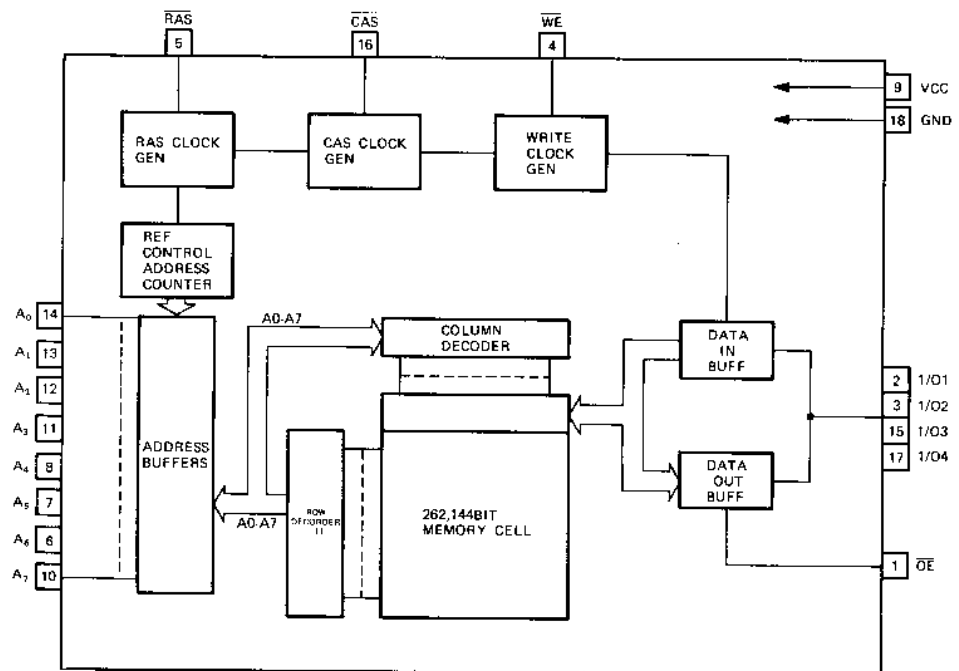 RAS
CAS
WE
5
16
4
9 VCC
18 GND
RAS CLOCK
GEN
CAS CLOCK
GEN
WRITE
CLOCK
GEN
REF
CONTROL
ADDRESS
COUNTER
A0 14
A1 13
A2 12
A3 11
A4 8
A5 7
A6 6
A7 10
ADDRESS
BUFFERS
A0-A7
COLUMN
DECODER
A0-A7
ROW
DECORDER
262,144BIT
MEMORY CELL
DATA
IN
BUFF
DATA
OUT
BUFF
2 I/O1
3 I/O2
15 I/O3
17 I/O4
1 OE